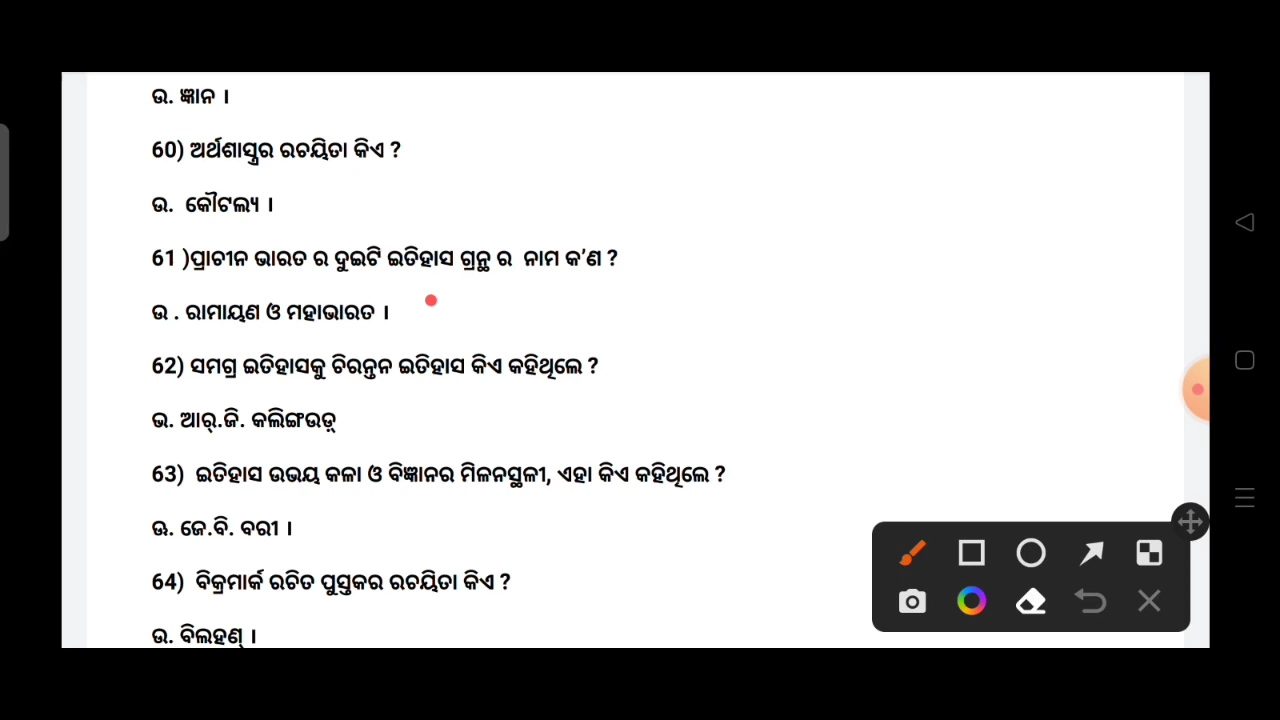 ଉ. ଜ୍ଞାନ ।
60) ଅର୍ଥଶାସ୍ତ୍ରର ରଚୟିତା କିଏ ?
ଉ. କୌଟଲ୍ୟ ।
61 )ପ୍ରାଚୀନ ଭାରତ ର ଦୁଇଟି ଇତିହାସ ଗ୍ରନ୍ଥ ର ନାମ କ'ଣ ?
ଉ . ରାମାୟଣ ଓ ମହାଭାରତ ।
62) ସମଗ୍ର ଇତିହାସକୁ ଚିରନ୍ତନ ଇତିହାସ କିଏ କହିଥିଲେ ?
ଭ. ଆର୍.ଜି. କଲିଙ୍ଗଉଡ଼୍
63) ଇତିହାସ ଉଭୟ କଳା ଓ ବିଜ୍ଞାନର ମିଳନସ୍ଥଳୀ, ଏହା କିଏ କହିଥିଲେ ?
ଊ. ଜେ.ବି. ବରୀ ।
64) ବିକ୍ରମାର୍କ ରଚିତ ପୁସ୍ତକର ରଚୟିତା କିଏ ?
ଉ. ବିଲହଣ୍ ।